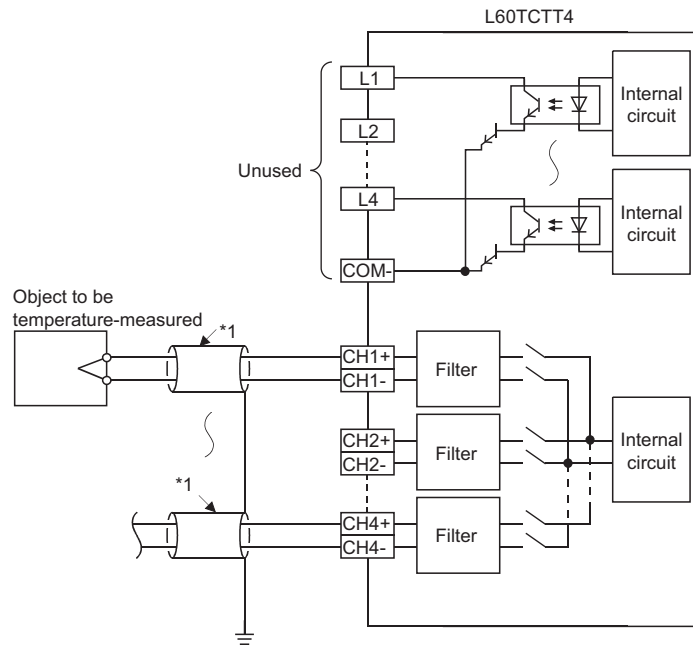 L60TCTT4
L1
Internal
circuit
L2
Unused
L4
Internal
circuit
COM-
Object to be
temperature-measured
*1
CH1+
CH1-
Filter
CH2+
CH2-
Filter
Internal
circuit
*1
CH4+
CH4-
Filter